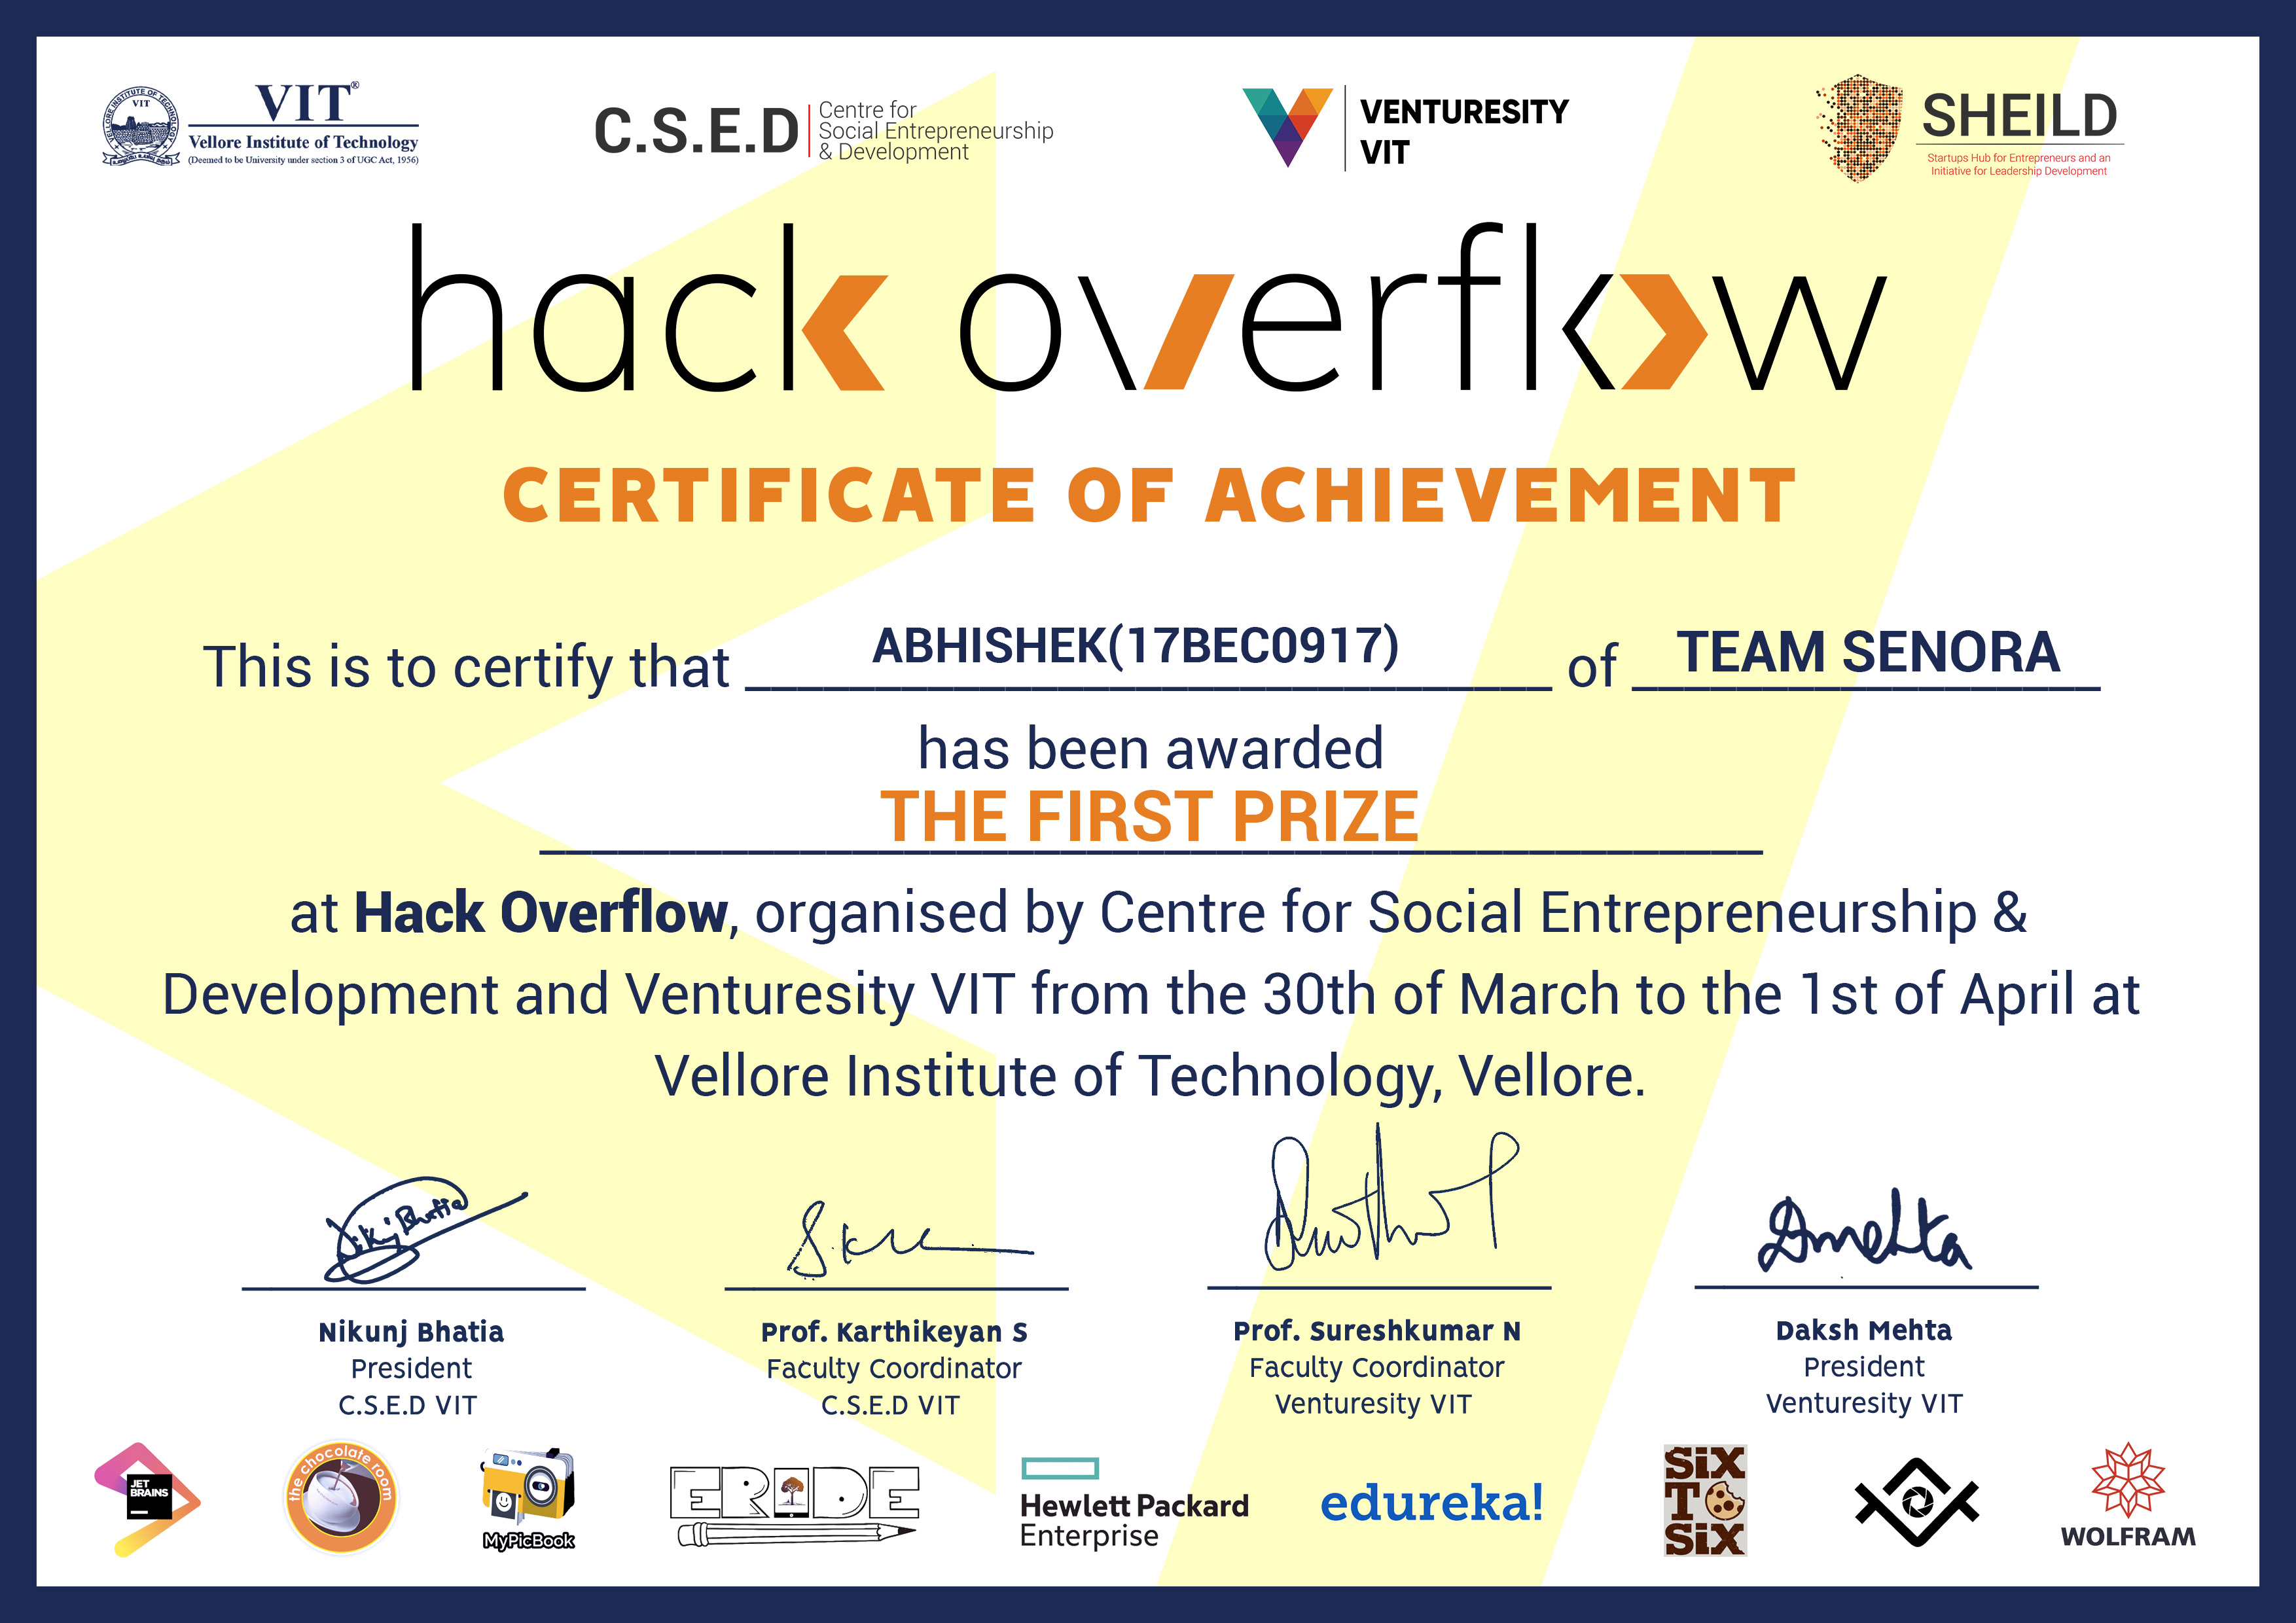 VIT®
Vellore Institute of Technology
(Deemed to be University under section 3 of UGC Act, 1956)
VELLORE INSTITUTE OF TECHNOLOGY
VIT
C.S.E.D
Centre for
Social Entrepreneurship
& Development
VENTURESITY
VIT
SHEILD
Startups Hub for Entrepreneurs and an
Initiative for Leadership Development
hack overflow
CERTIFICATE OF ACHIEVEMENT
This is to certify that ABHISHEK(17BEC0917) of TEAM SENORA
has been awarded
THE FIRST PRIZE
at Hack Overflow, organised by Centre for Social Entrepreneurship &
Development and Venturesity VIT from the 30th of March to the 1st of April at
Vellore Institute of Technology, Vellore.
Nikunj Bhatia
President
C.S.E.D VIT
Prof. Karthikeyan S
Faculty Coordinator
C.S.E.D VIT
Prof. Sureshkumar N
Faculty Coordinator
Venturesity VIT
Dmehta
Daksh Mehta
President
Venturesity VIT
JET
BRAINS
the chocolate room
MyPicBook
ERIDE
Hewlett Packard
Enterprise
edureka!
SiX
TO
SiX
WOLFRAM